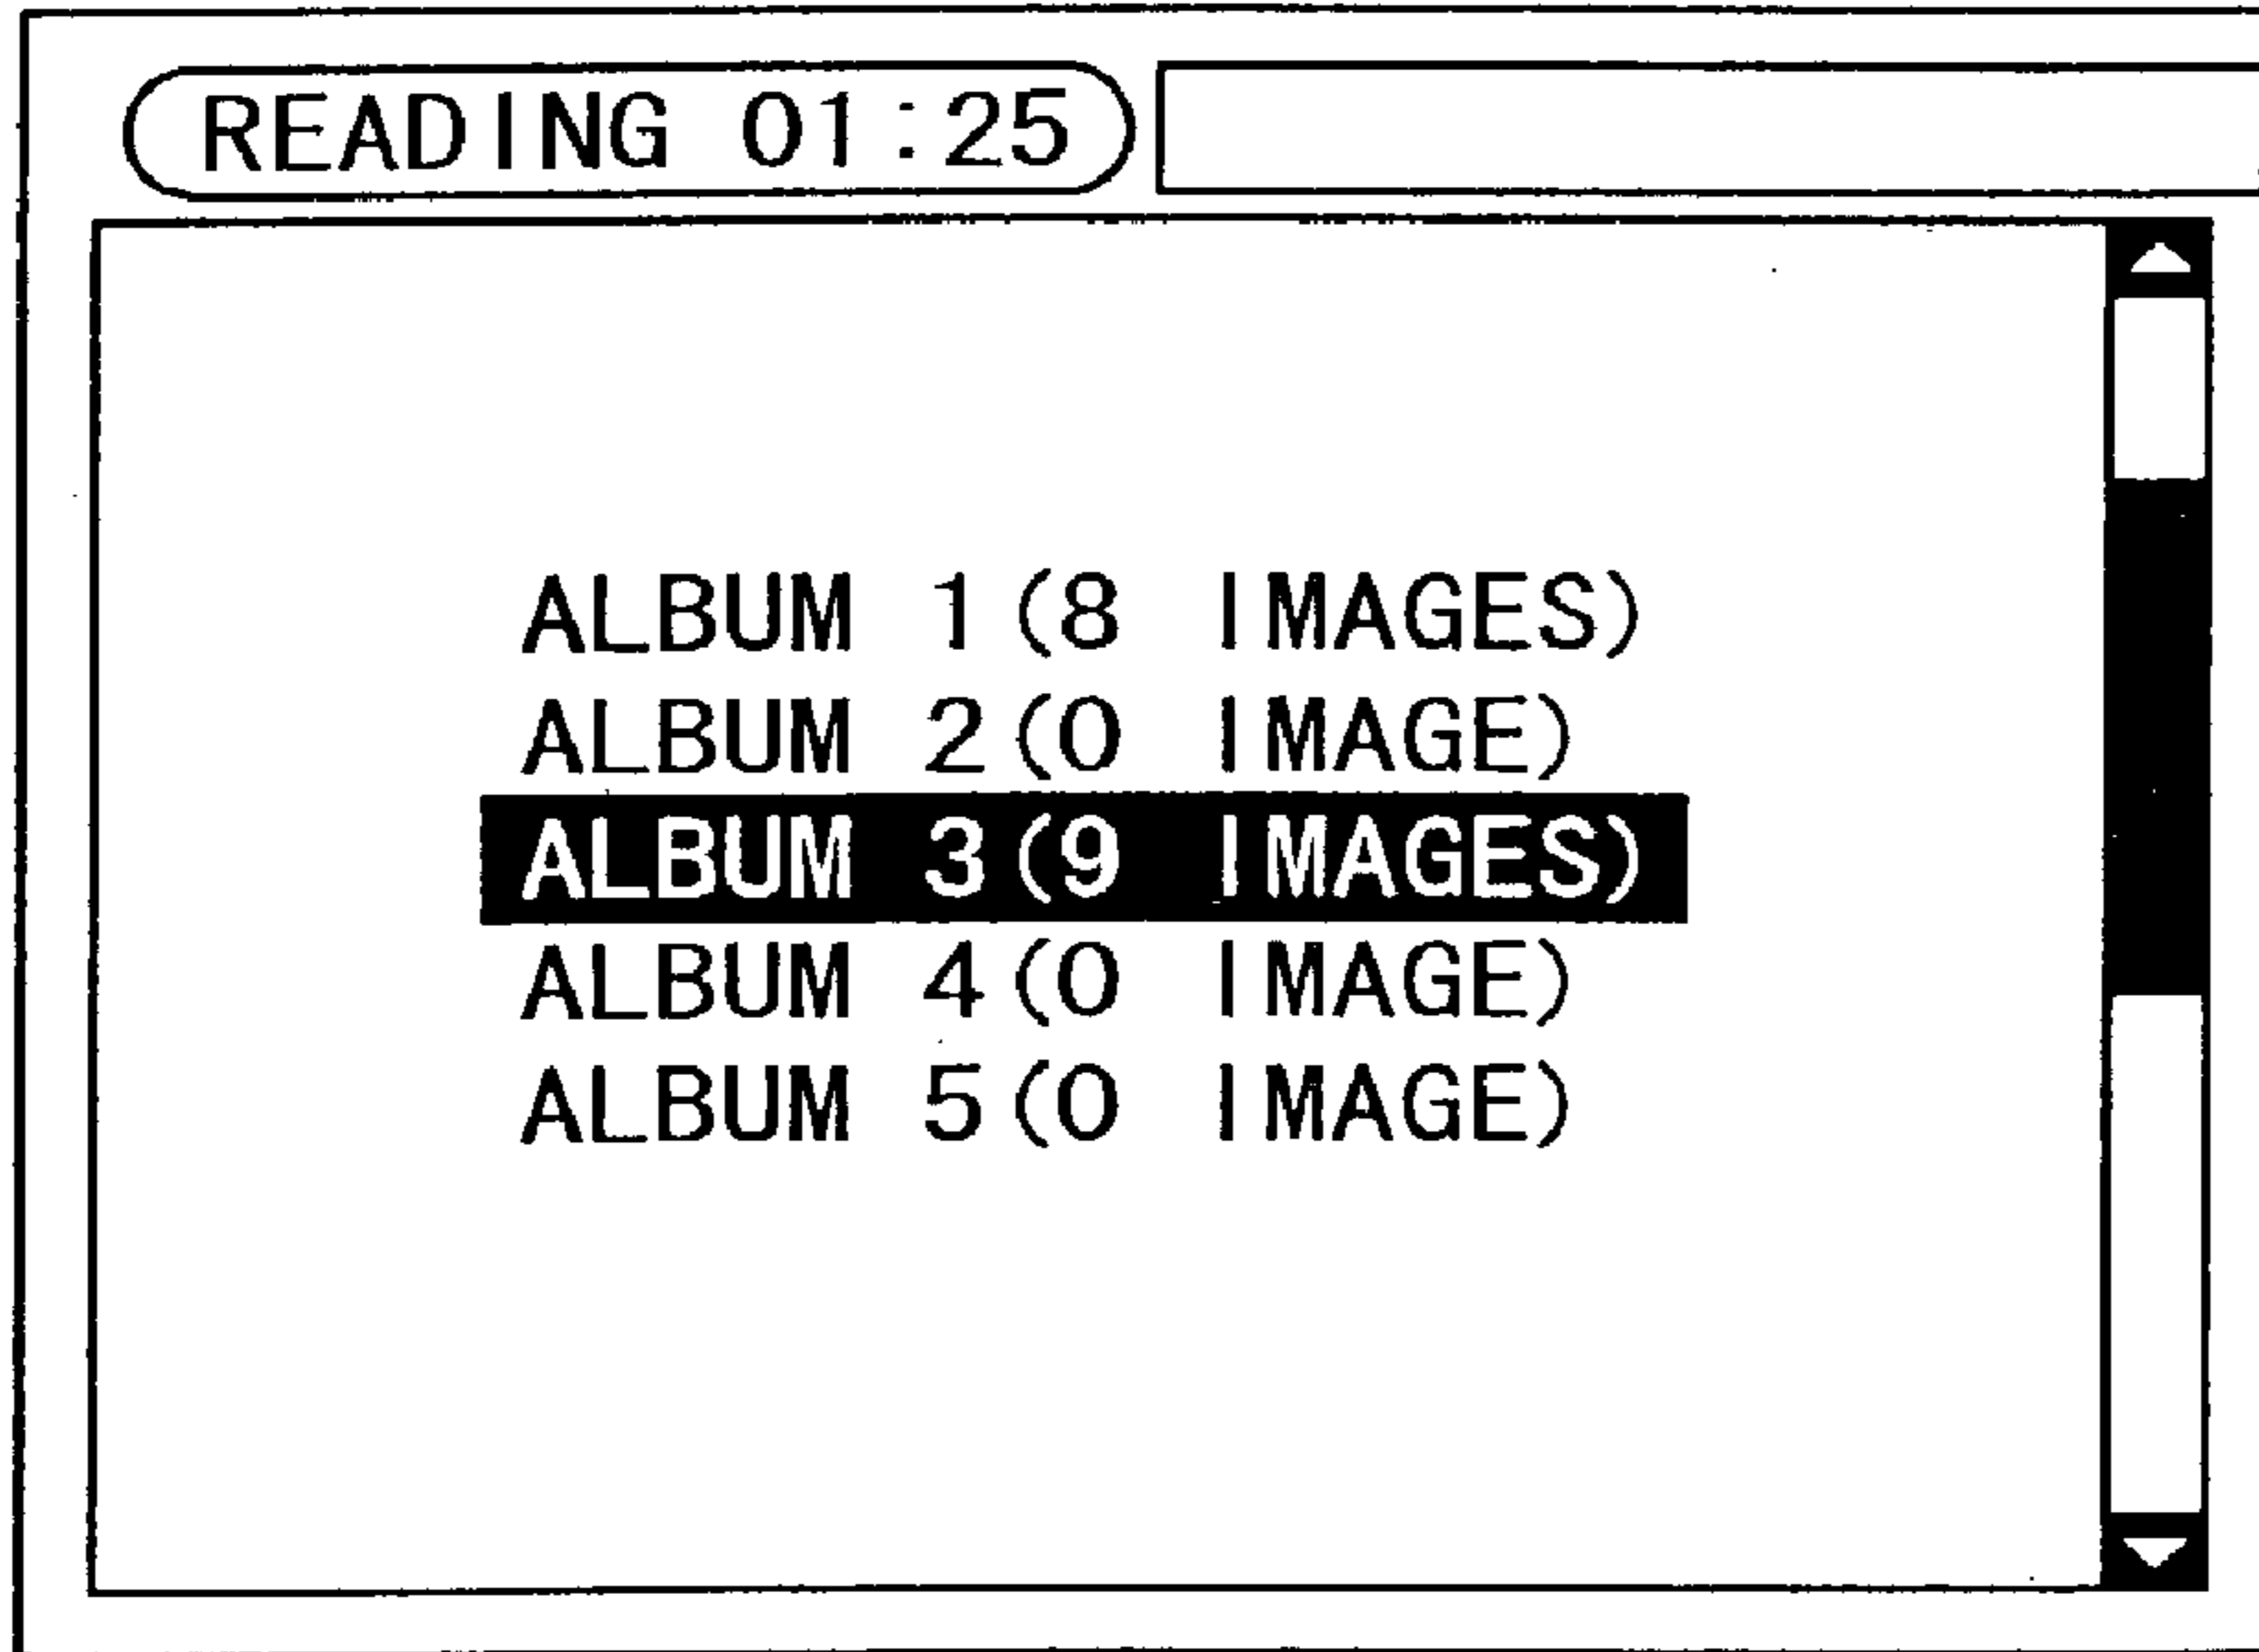 READING 01:25
ALBUM 1(8 IMAGES)
ALBUM 2(0 IMAGE)
ALBUM 3(9 IMAGES)
ALBUM 4(0 IMAGE)
ALBUM 5(0 IMAGE)